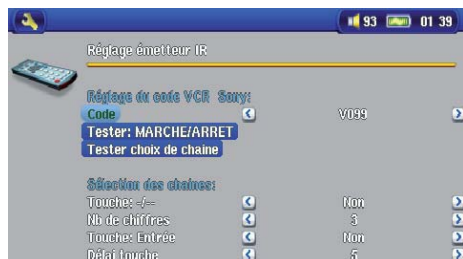 93 01 39
Réglage émetteur IR
Réglage du code VCR Sony:
Code V099
Tester: MARCHE/ARRET
Tester choix de chaine
Sélection des chaines:
Touche: -/-- Non
Nb de chiffres 3
Touche: Entrée Non
Délai touche 5